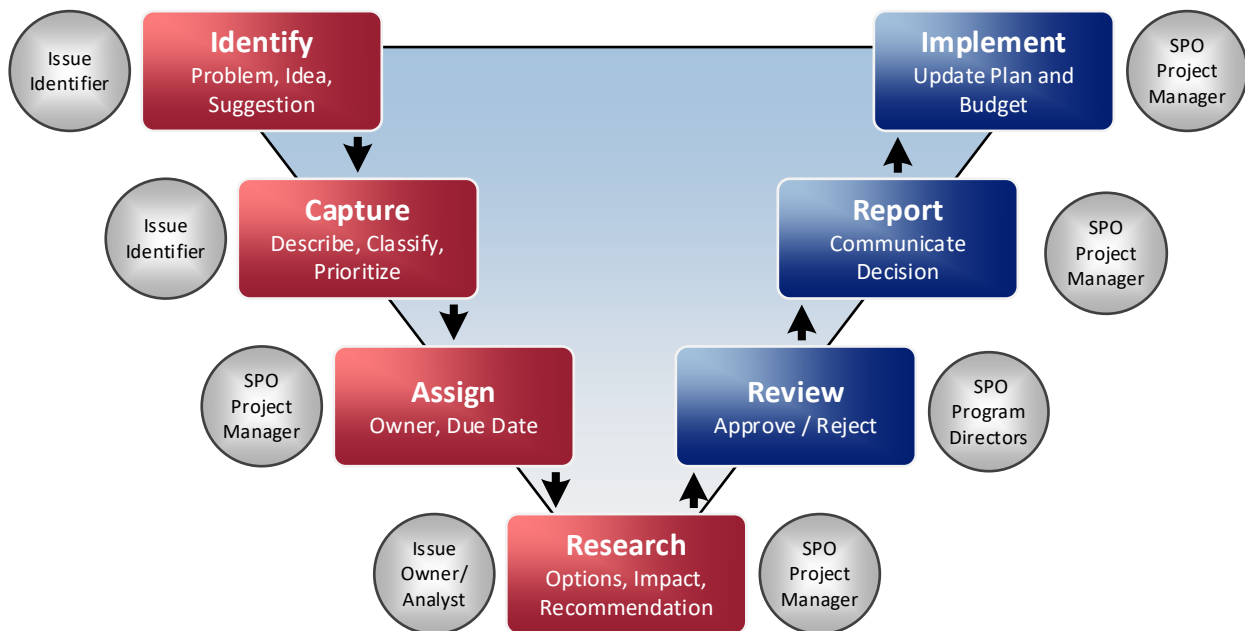 Issue
Identifier
Identify
Problem, Idea,
Suggestion
Implement
Update Plan and
Budget
SPO
Project
Manager
Issue
Identifier
Capture
Describe, Classify,
Prioritize
Report
Communicate
Decision
SPO
Project
Manager
SPO
Project
Manager
Assign
Owner, Due Date
Review
Approve / Reject
SPO
Program
Directors
Issue
Owner/
Analyst
Research
Options, Impact,
Recommendation
SPO
Project
Manager